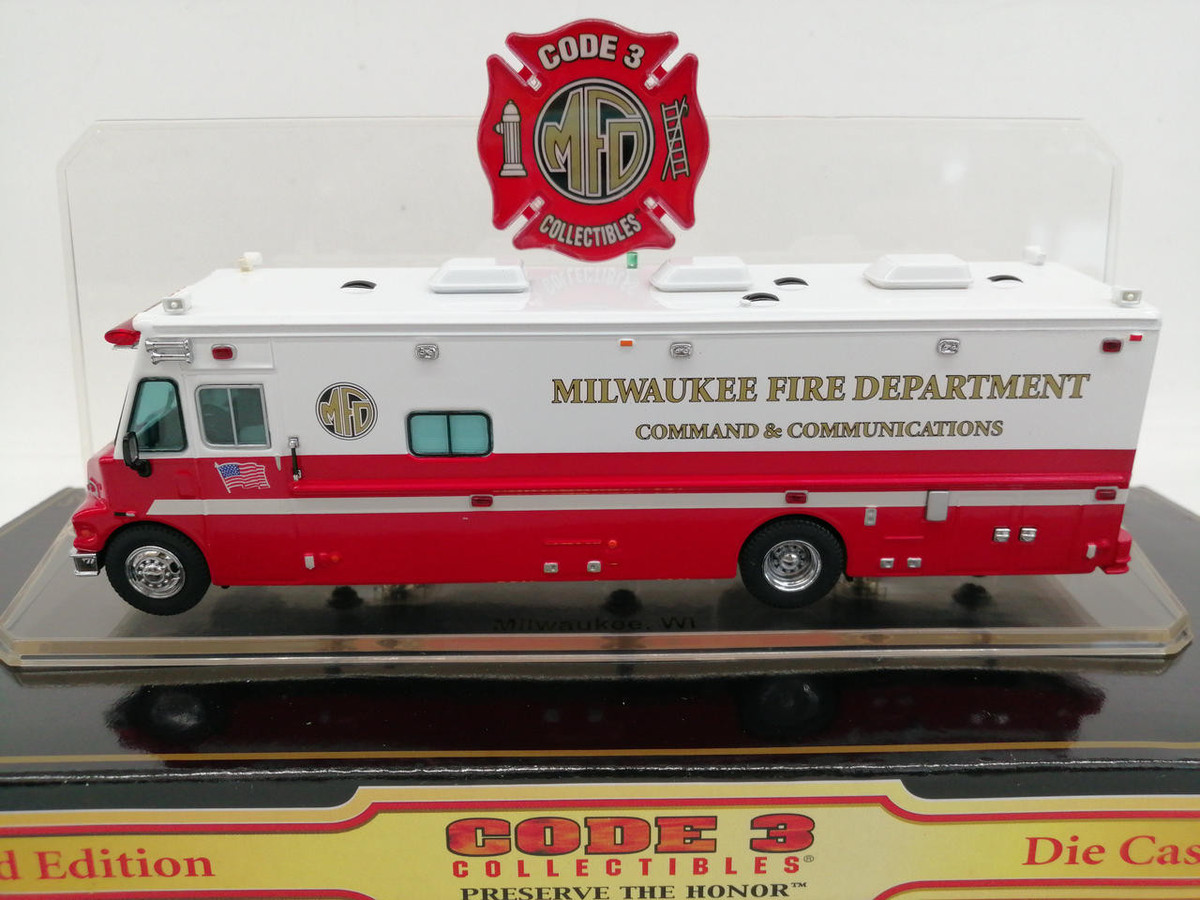 CODE 3
MFD
COLLECTIBLES
MFD
MILWAUKEE FIRE DEPARTMENT
COMMAND & COMMUNICATIONS
Milwaukee, WI
d Edition
CODE 3
COLLECTIBLES®
PRESERVE THE HONOR™
Die Cas